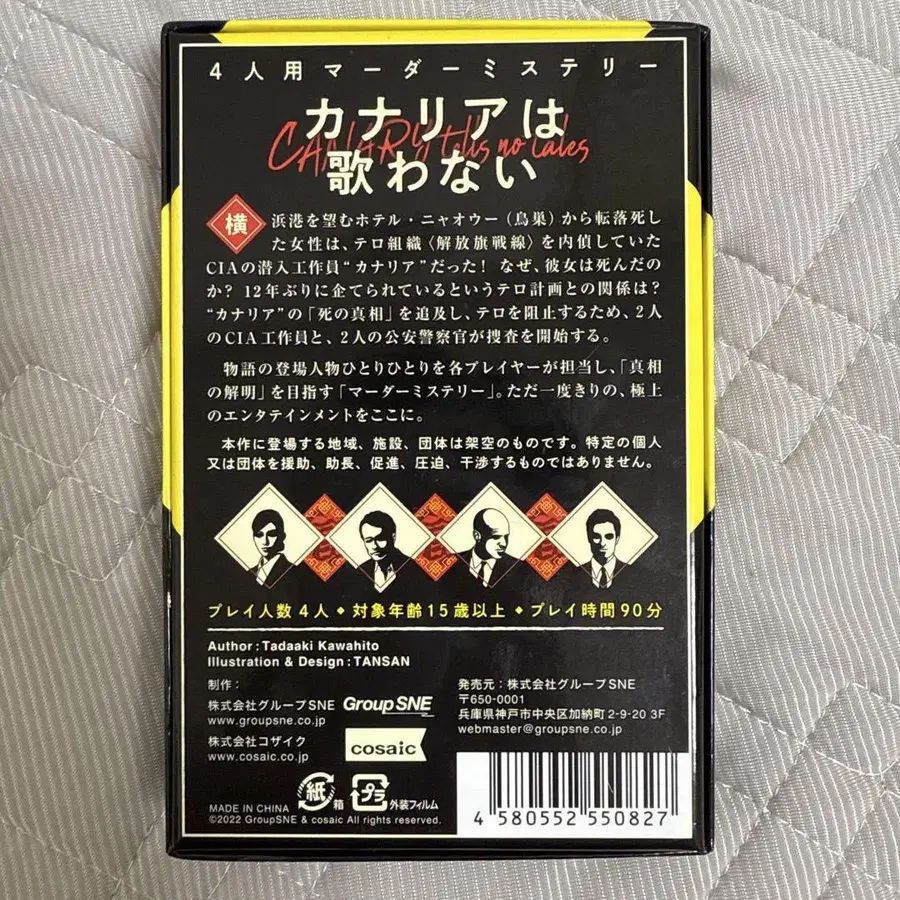 4人用マーダーミステリー
カナリアは
CANARY tells no tales
歌わない
横浜港を望むホテル・ニャオウー（鳥巣）から転落死し
た女性は、テロ組織〈解放旗戦線〉を内偵していた
CIAの潜入工作員“カナリア”だった！ なぜ、彼女は死んだの
か？ 12年ぶりに企てられているというテロ計画との関係は？
“カナリア”の「死の真相」を追及し、テロを阻止するため、2人
のCIA工作員と、2人の公安警察官が捜査を開始する。
物語の登場人物ひとりひとりを各プレイヤーが担当し、「真相
の解明」を目指す「マーダーミステリー」。ただ一度きりの、極上
のエンタテインメントをここに。
本作に登場する地域、施設、団体は架空のものです。特定の個人
又は団体を援助、助長、促進、圧迫、干渉するものではありません。
プレイ人数4人◆対象年齢15歳以上◆プレイ時間90分
Author:Tadaaki Kawahito
Illustration & Design:TANSAN
制作：
株式会社グループSNE GroupSNE
www.groupsne.co.jp
株式会社コザイク cosaic
www.cosaic.co.jp
発売元：株式会社グループSNE
〒650-0001
兵庫県神戸市中央区加納町2-9-20 3F
webmaster@groupsne.co.jp
紙 箱 プラ 外装フィルム
MADE IN CHINA
©2022 GroupSNE & cosaic All rights reserved.
4 580552 550827